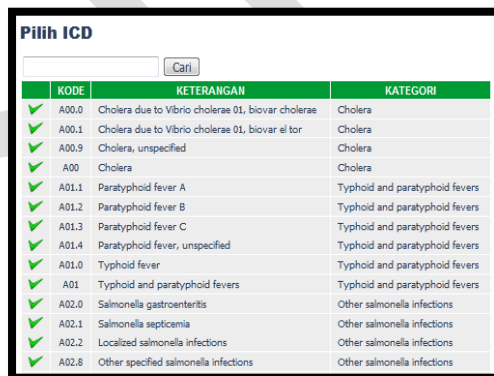 Pilih ICD
Cari
KODE KETERANGAN KATEGORI
A00.0 Cholera due to Vibrio cholerae 01, biovar cholerae Cholera
A00.1 Cholera due to Vibrio cholerae 01, biovar el tor Cholera
A00.9 Cholera, unspecified Cholera
A00 Cholera Cholera
A01.1 Paratyphoid fever A Typhoid and paratyphoid fevers
A01.2 Paratyphoid fever B Typhoid and paratyphoid fevers
A01.3 Paratyphoid fever C Typhoid and paratyphoid fevers
A01.4 Paratyphoid fever, unspecified Typhoid and paratyphoid fevers
A01.0 Typhoid fever Typhoid and paratyphoid fevers
A01 Typhoid and paratyphoid fevers Typhoid and paratyphoid fevers
A02.0 Salmonella gastroenteritis Other salmonella infections
A02.1 Salmonella septicemia Other salmonella infections
A02.2 Localized salmonella infections Other salmonella infections
A02.8 Other specified salmonella infections Other salmonella infections